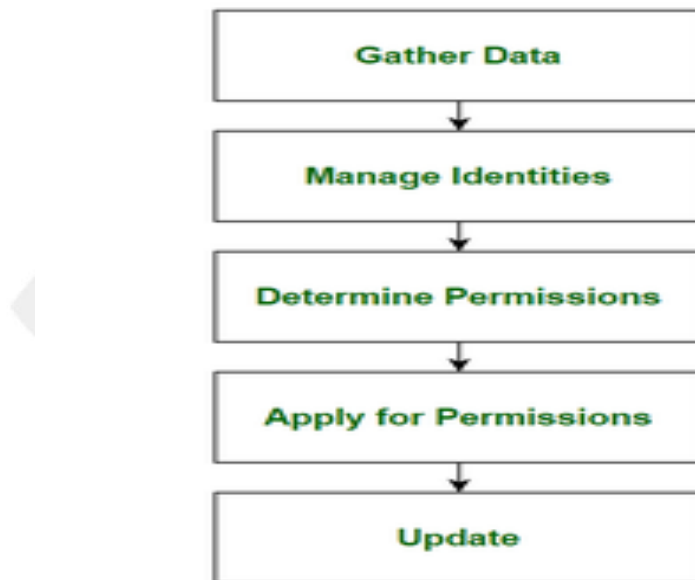 Gather Data
Manage Identities
Determine Permissions
Apply for Permissions
Update